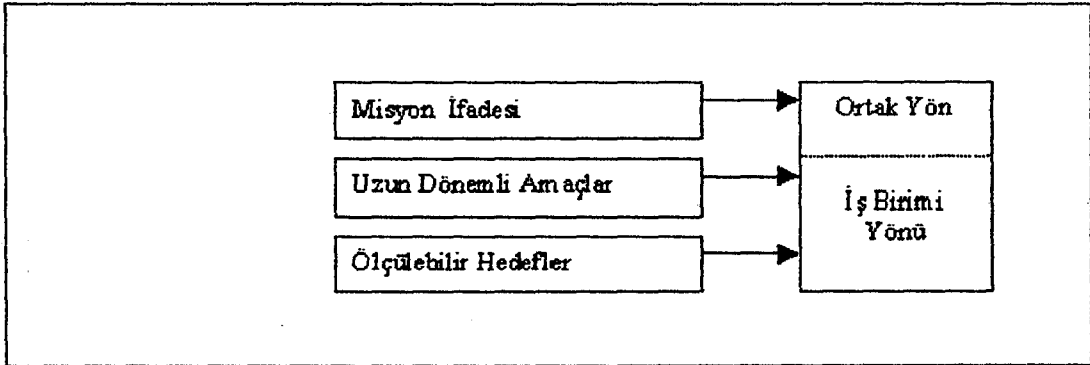 Misyon İfadesi
Ortak Yön
Uzun Dönemli Amaçlar
İş Birimi
Yönü
Ölçülebilir Hedefler